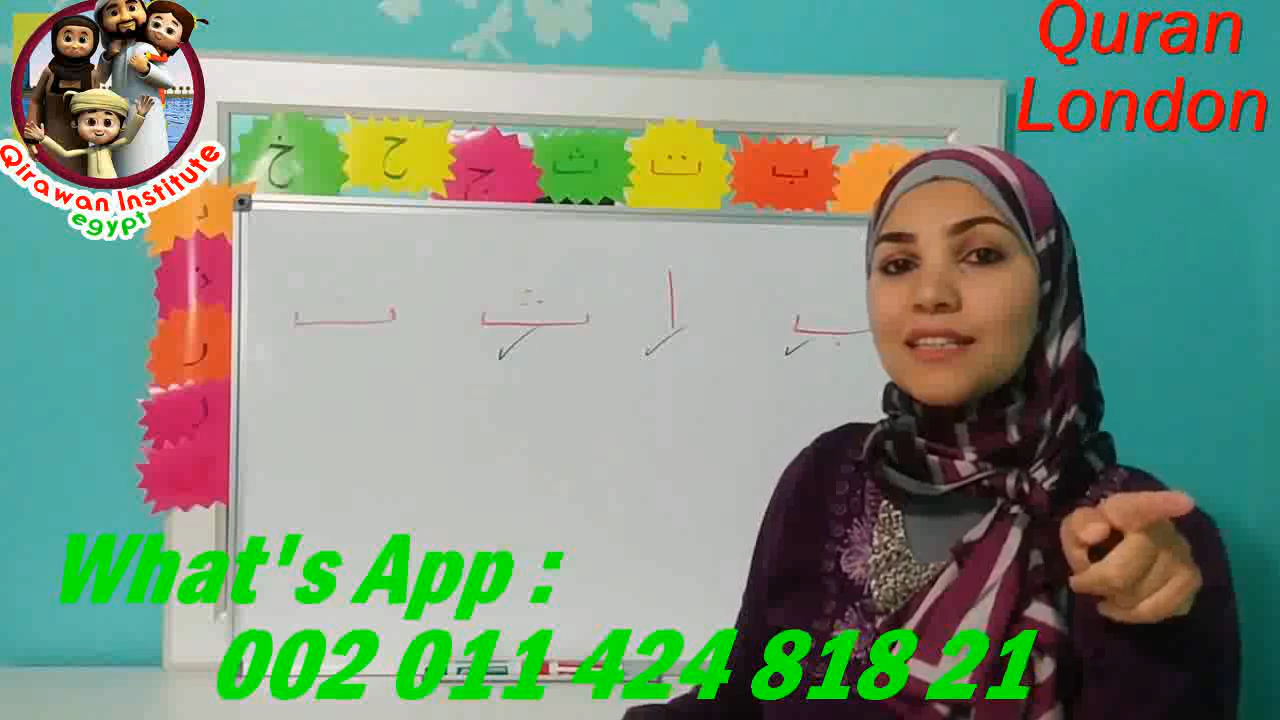 Quran
London
Qirawan Institute
egypt
خ ح ج ث ت ب
د
ذ
ر
ز
ا ت
What's App :
002 011 424 818 21